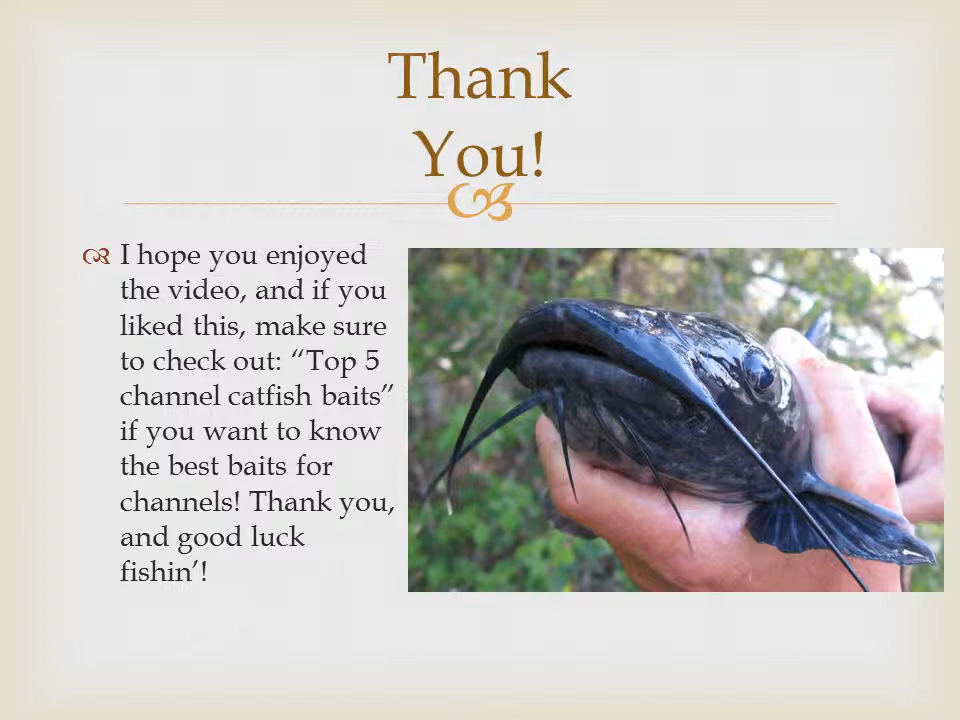 Thank
You!
I hope you enjoyed
the video, and if you
liked this, make sure
to check out: “Top 5
channel catfish baits”
if you want to know
the best baits for
channels! Thank you,
and good luck
fishin’!